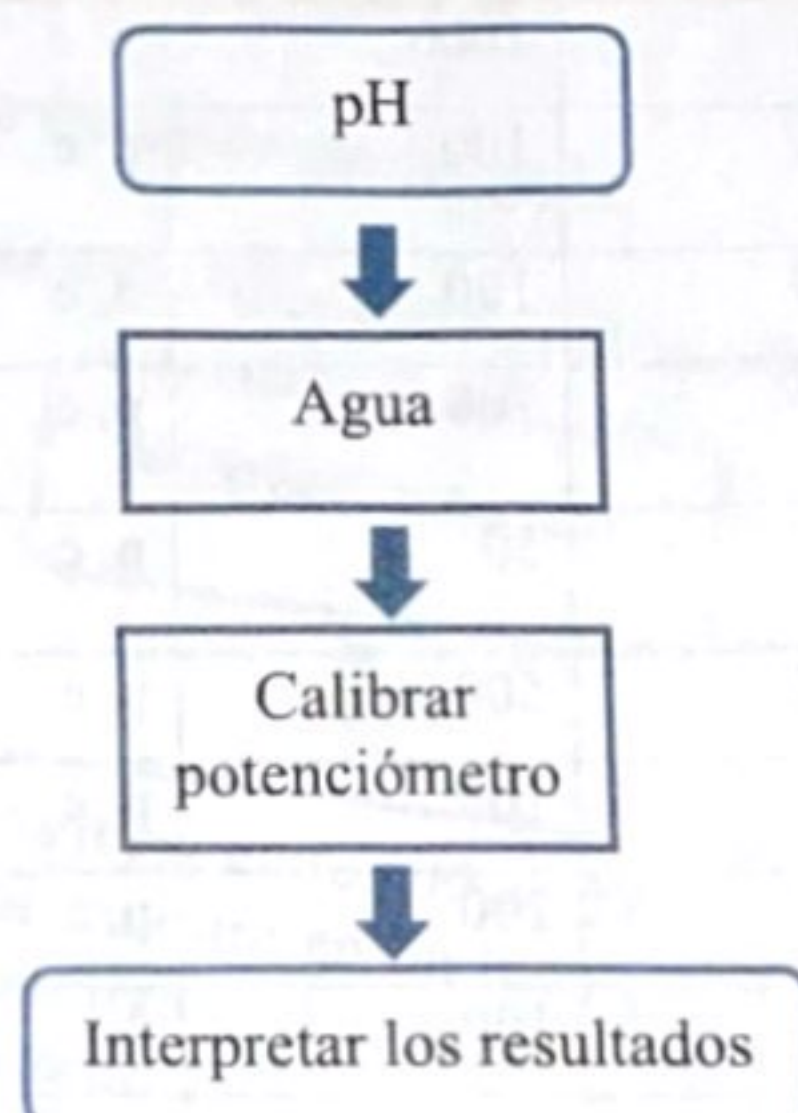 pH
Agua
Calibrar
potenciómetro
Interpretar los resultados